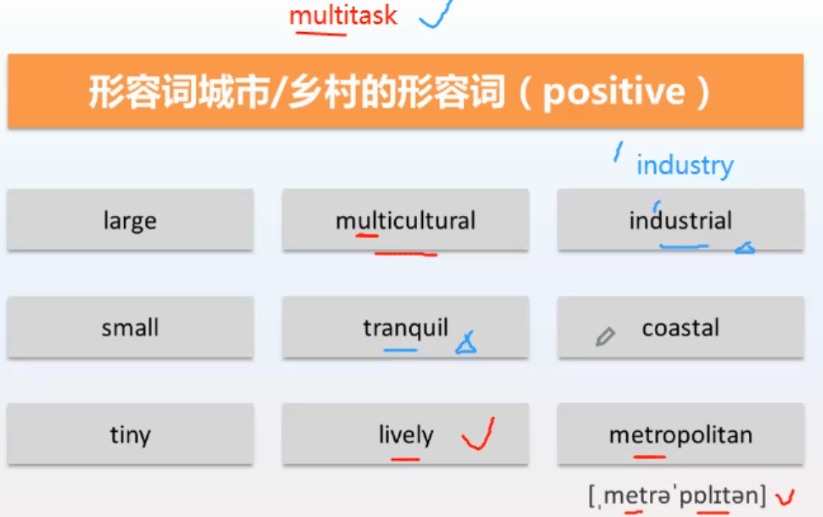 multitask
形容词城市/乡村的形容词（positive）
industry
large multicultural industrial
small tranquil coastal
tiny lively metropolitan
[ˌmetrəˈpɒlɪtən]